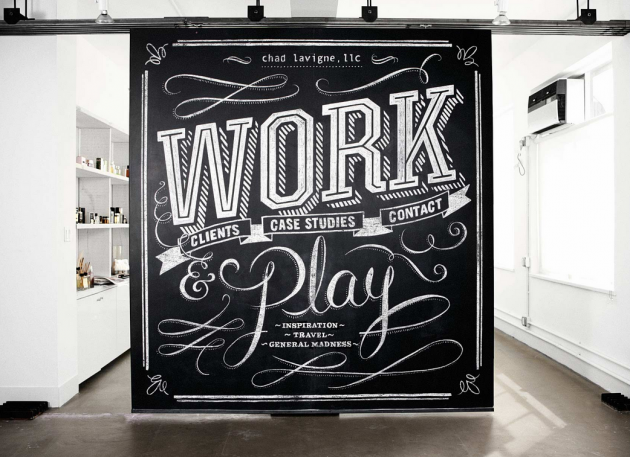 chad lavigne, llc
WORK
CLIENTS CASE STUDIES CONTACT
& Play
~INSPIRATION~
~TRAVEL~
~GENERAL MADNESS~